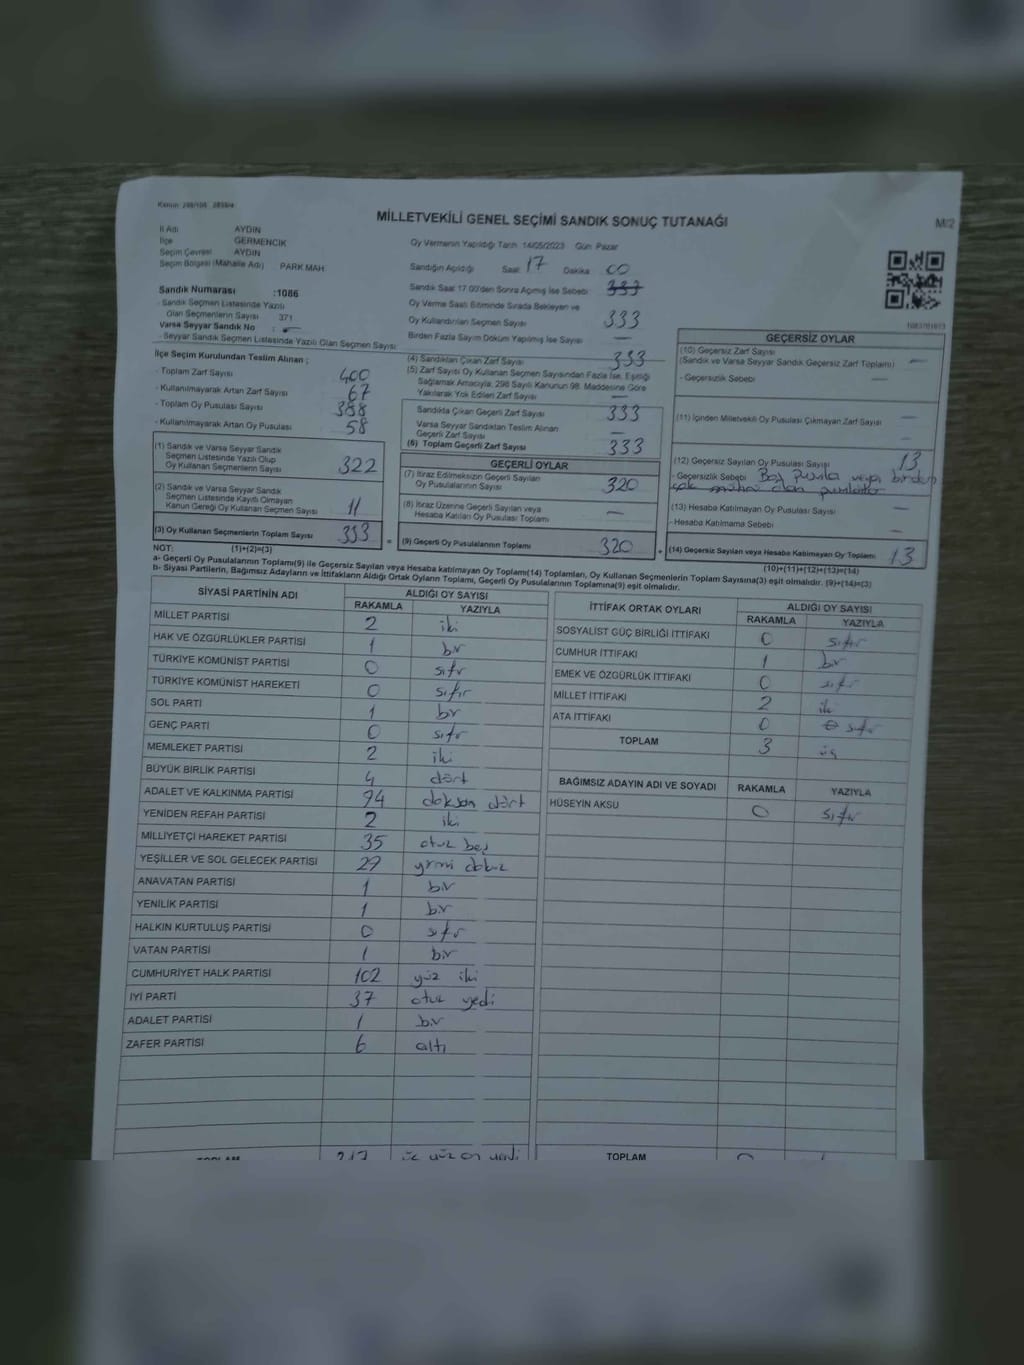 MİLLETVEKİLİ GENEL SEÇİMİ SANDIK SONUÇ TUTANAĞI
M/2
İl Adı AYDIN
İlçe GERMENCİK
Seçim Çevresi AYDIN
Seçim Bölgesi (Mahalle Adı) PARK MAH.
Sandık Numarası :1086
- Sandık Seçmen Listesinde Yazılı
Olan Seçmenlerin Sayısı 371
Varsa Seyyar Sandık No : -
- Seyyar Sandık Seçmen Listesinde Yazılı Olan Seçmen Sayısı
İlçe Seçim Kurulundan Teslim Alınan :
- Toplam Zarf Sayısı 400
- Kullanılmayarak Artan Zarf Sayısı 67
- Toplam Oy Pusulası Sayısı 388
- Kullanılmayarak Artan Oy Pusulası 58
(1) Sandık ve Varsa Seyyar Sandık
Seçmen Listesinde Yazılı Olup
Oy Kullanan Seçmenlerin Sayısı 322
(2) Sandık ve Varsa Seyyar Sandık
Seçmen Listesinde Kayıtlı Olmayan
Kanun Gereği Oy Kullanan Seçmen Sayısı 11
(3) Oy Kullanan Seçmenlerin Toplam Sayısı 333
Oy Vermenin Yapıldığı Tarih 14/05/2023 Gün Pazar
Sandığın Açıldığı Saat 17 Dakika 00
Sandık Saat 17.00'den Sonra Açılmış İse Sebebi 333
Oy Verme Saati Bitiminde Sırada Bekleyen ve
Oy Kullandırılan Seçmen Sayısı 333
Birden Fazla Sayım Döküm Yapılmış İse Sayısı —
(4) Sandıktan Çıkan Zarf Sayısı 333
(5) Zarf Sayısı Oy Kullanan Seçmen Sayısından Fazla İse, Eşitliği
Sağlamak Amacıyla, 298 Sayılı Kanunun 98. Maddesine Göre
Yakılarak Yok Edilen Zarf Sayısı —
Sandıkta Çıkan Geçerli Zarf Sayısı 333
Varsa Seyyar Sandıktan Teslim Alınan
Geçerli Zarf Sayısı —
(6) Toplam Geçerli Zarf Sayısı 333
GEÇERLİ OYLAR
(7) İtiraz Edilmeksizin Geçerli Sayılan
Oy Pusulalarının Sayısı 320
(8) İtiraz Üzerine Geçerli Sayılan veya
Hesaba Katılan Oy Pusulası Toplamı —
= (9) Geçerli Oy Pusulalarının Toplamı 320
GEÇERSİZ OYLAR
(10) Geçersiz Zarf Sayısı
(Sandık ve Varsa Seyyar Sandık Geçersiz Zarf Toplamı) —
- Geçersizlik Sebebi —
(11) İçinden Milletvekili Oy Pusulası Çıkmayan Zarf Sayısı —
(12) Geçersiz Sayılan Oy Pusulası Sayısı 13
- Geçersizlik Sebebi Boş Pusula veya birden
çok mühür olan pusulalar
(13) Hesaba Katılmayan Oy Pusulası Sayısı —
- Hesaba Katılmama Sebebi —
+ (14) Geçersiz Sayılan veya Hesaba Katılmayan Oy Toplamı 13
NOT: (1)+(2)=(3) (10)+(11)+(12)+(13)=(14)
a- Geçerli Oy Pusulalarının Toplamı(9) ile Geçersiz Sayılan veya Hesaba katılmayan Oy Toplamı(14) Toplamları, Oy Kullanan Seçmenlerin Toplam Sayısına(3) eşit olmalıdır. (9)+(14)=(3)
b- Siyasi Partilerin, Bağımsız Adayların ve İttifakların Aldığı Ortak Oyların Toplamı, Geçerli Oy Pusulalarının Toplamına(9) eşit olmalıdır.
SİYASİ PARTİNİN ADI ALDIĞI OY SAYISI
RAKAMLA YAZIYLA
MİLLET PARTİSİ 2 iki
HAK VE ÖZGÜRLÜKLER PARTİSİ 1 bir
TÜRKİYE KOMÜNİST PARTİSİ 0 sıfır
TÜRKİYE KOMÜNİST HAREKETİ 0 sıfır
SOL PARTİ 1 bir
GENÇ PARTİ 0 sıfır
MEMLEKET PARTİSİ 2 iki
BÜYÜK BİRLİK PARTİSİ 4 dört
ADALET VE KALKINMA PARTİSİ 94 doksan dört
YENİDEN REFAH PARTİSİ 2 iki
MİLLİYETÇİ HAREKET PARTİSİ 35 otuz beş
YEŞİLLER VE SOL GELECEK PARTİSİ 29 yirmi dokuz
ANAVATAN PARTİSİ 1 bir
YENİLİK PARTİSİ 1 bir
HALKIN KURTULUŞ PARTİSİ 0 sıfır
VATAN PARTİSİ 1 bir
CUMHURİYET HALK PARTİSİ 102 yüz iki
İYİ PARTİ 37 otuz yedi
ADALET PARTİSİ 1 bir
ZAFER PARTİSİ 6 altı
TOPLAM 317 üç yüz on yedi
İTTİFAK ORTAK OYLARI ALDIĞI OY SAYISI
RAKAMLA YAZIYLA
SOSYALİST GÜÇ BİRLİĞİ İTTİFAKI 0 sıfır
CUMHUR İTTİFAKI 1 bir
EMEK VE ÖZGÜRLÜK İTTİFAKI 0 sıfır
MİLLET İTTİFAKI 2 iki
ATA İTTİFAKI 0 sıfır
TOPLAM 3 üç
BAĞIMSIZ ADAYIN ADI VE SOYADI RAKAMLA YAZIYLA
HÜSEYİN AKSU 0 sıfır
TOPLAM